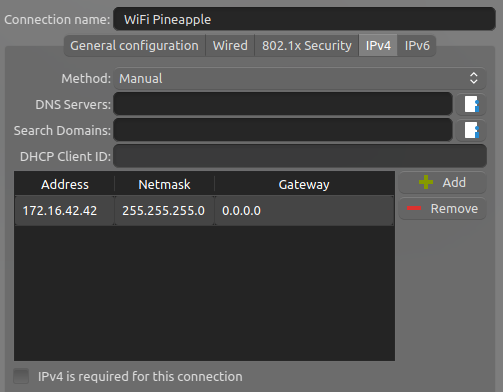 Connection name: WiFi Pineapple
General configuration Wired 802.1x Security IPv4 IPv6
Method: Manual
DNS Servers:
Search Domains:
DHCP Client ID:
Address Netmask Gateway Add
172.16.42.42 255.255.255.0 0.0.0.0 Remove
IPv4 is required for this connection